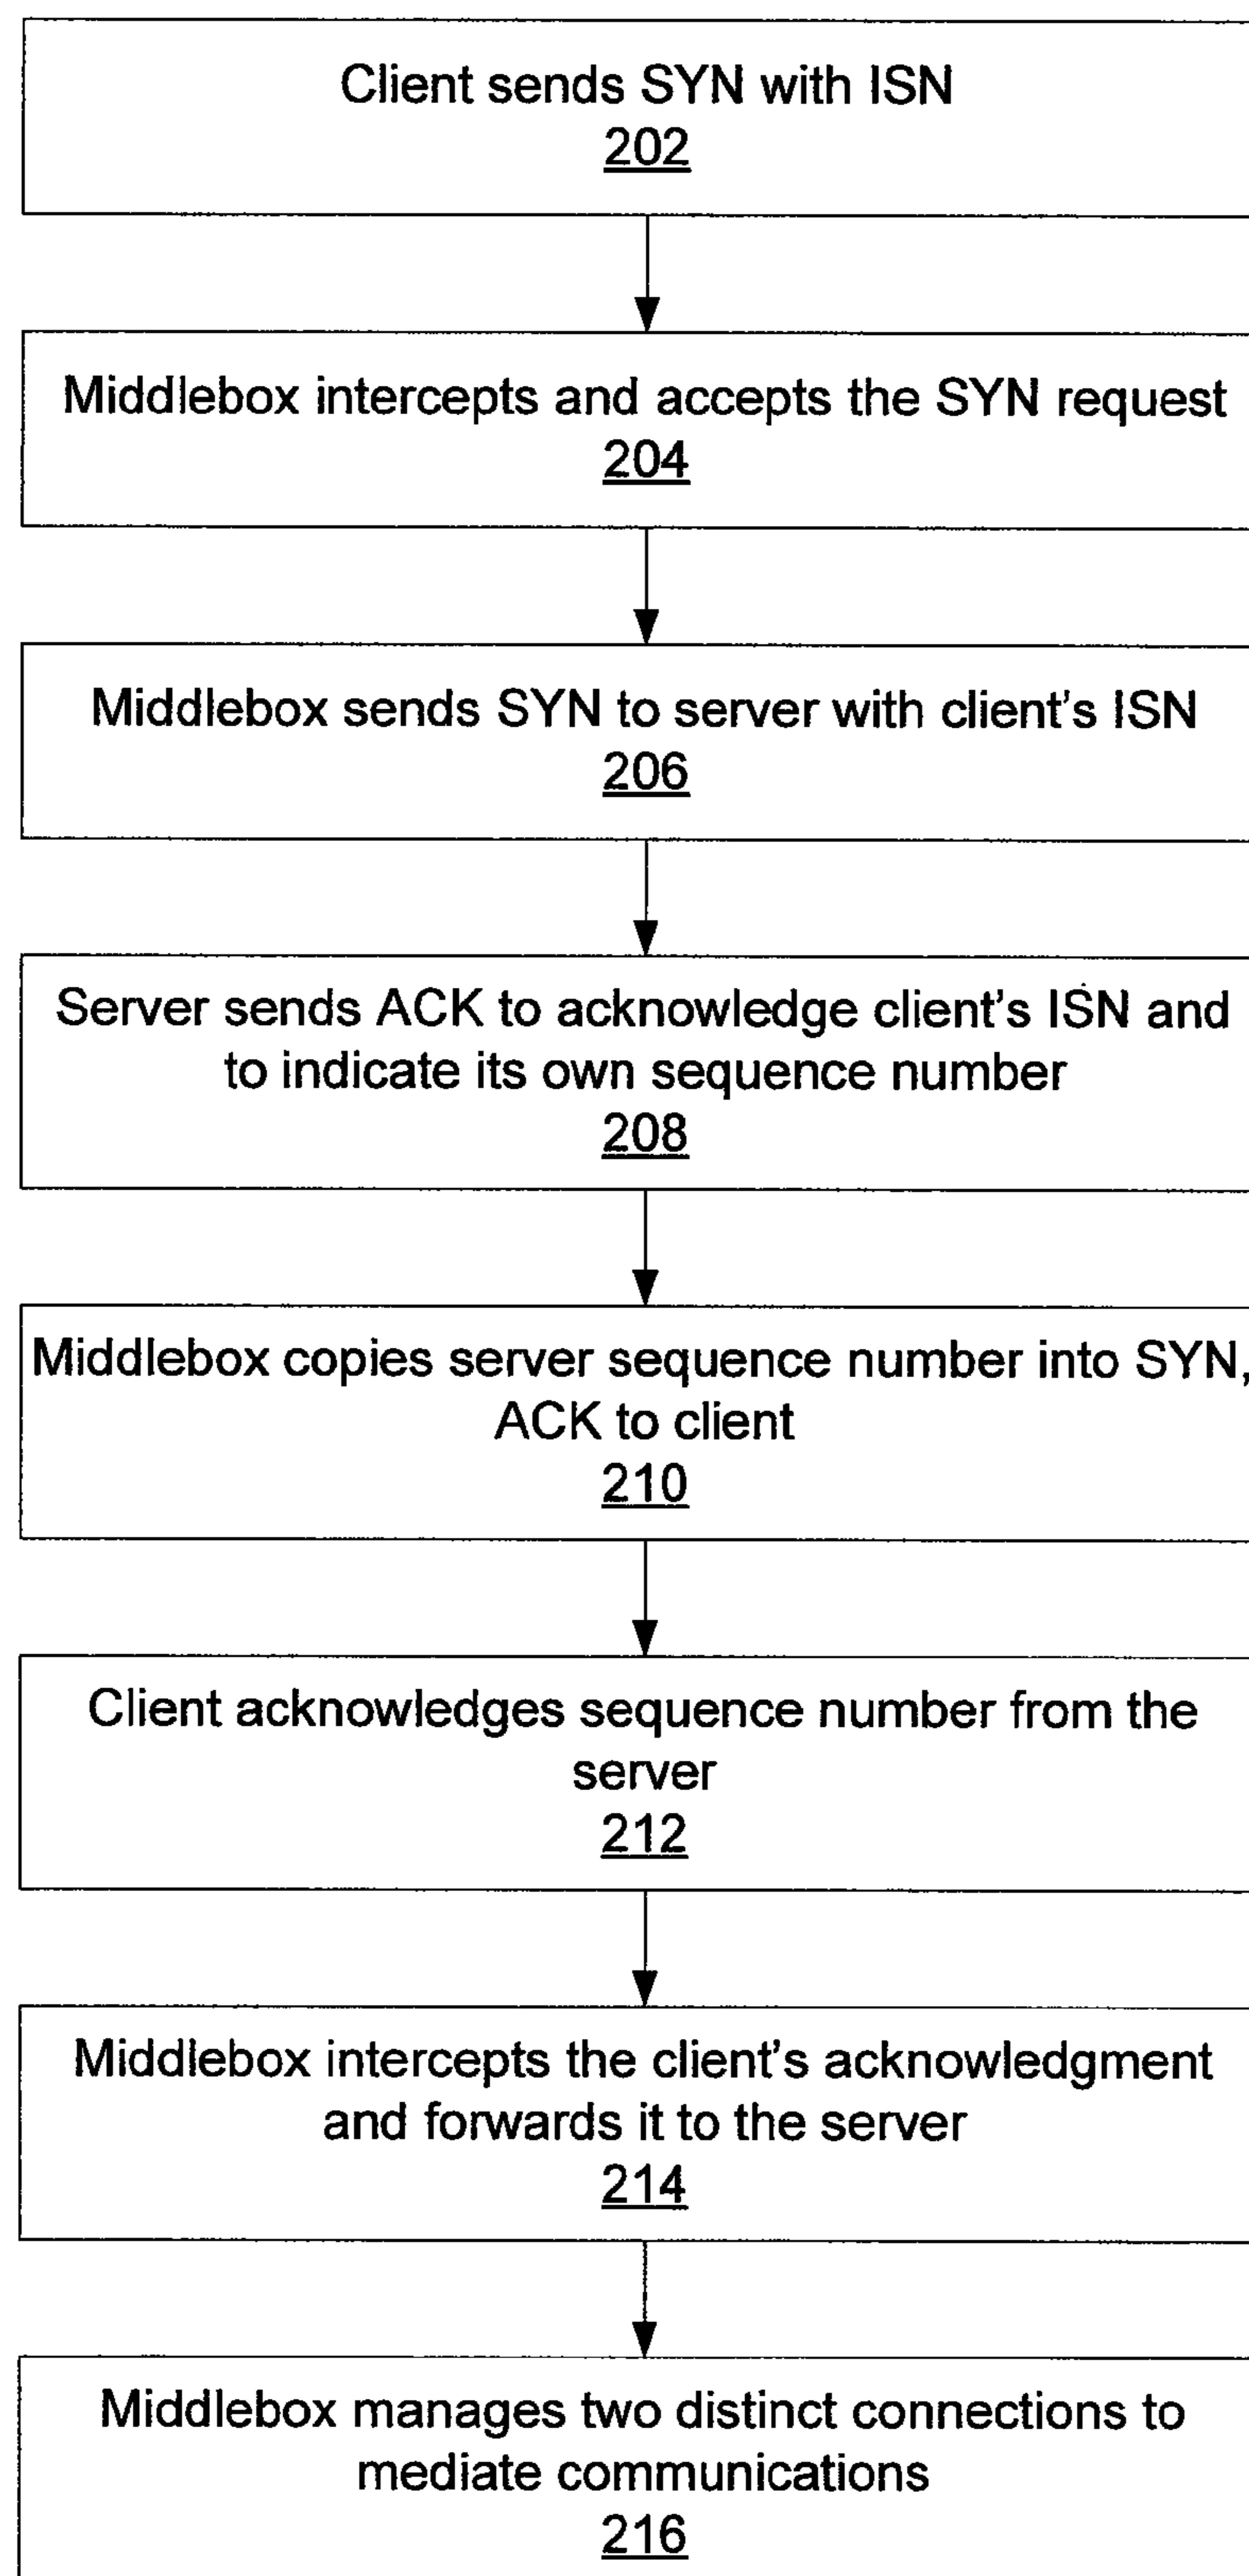 Client sends SYN with ISN
202
Middlebox intercepts and accepts the SYN request
204
Middlebox sends SYN to server with client's ISN
206
Server sends ACK to acknowledge client's ISN and
to indicate its own sequence number
208
Middlebox copies server sequence number into SYN,
ACK to client
210
Client acknowledges sequence number from the
server
212
Middlebox intercepts the client's acknowledgment
and forwards it to the server
214
Middlebox manages two distinct connections to
mediate communications
216